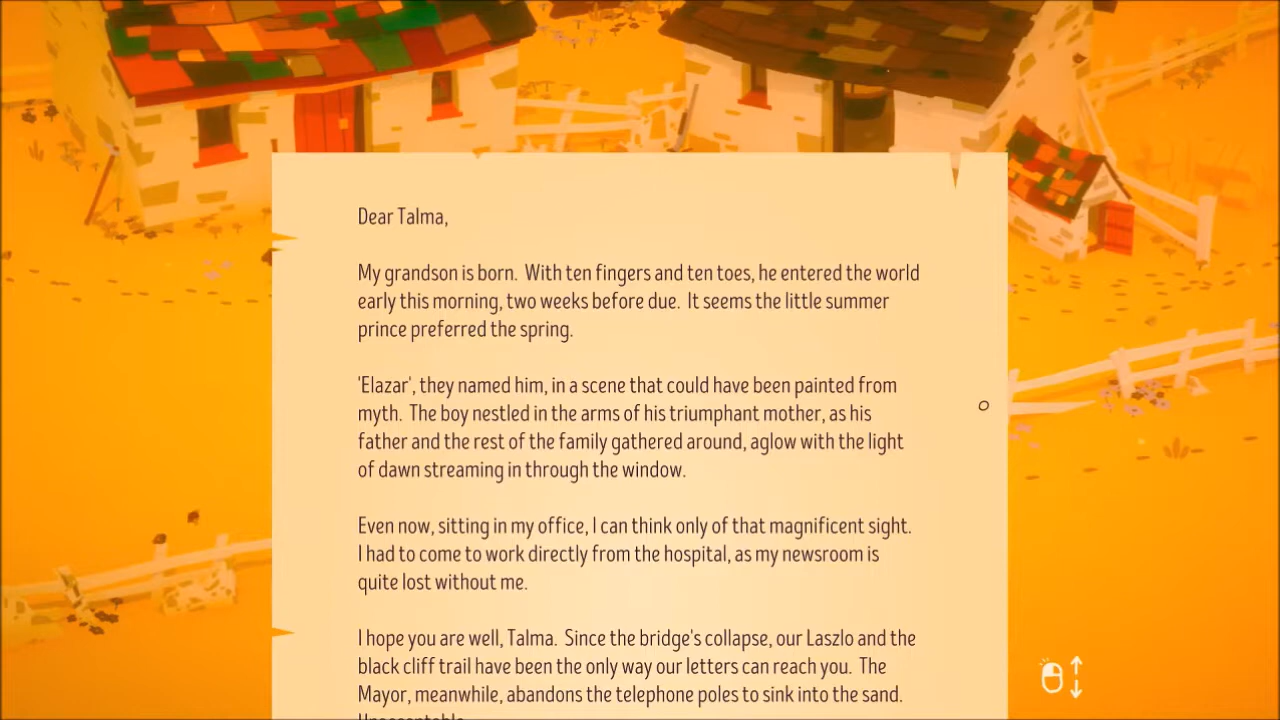 Dear Talma,
My grandson is born.  With ten fingers and ten toes, he entered the world
early this morning, two weeks before due.  It seems the little summer
prince preferred the spring.
'Elazar', they named him, in a scene that could have been painted from
myth.  The boy nestled in the arms of his triumphant mother, as his
father and the rest of the family gathered around, aglow with the light
of dawn streaming in through the window.
Even now, sitting in my office, I can think only of that magnificent sight.
I had to come to work directly from the hospital, as my newsroom is
quite lost without me.
I hope you are well, Talma.  Since the bridge's collapse, our Laszlo and the
black cliff trail have been the only way our letters can reach you.  The
Mayor, meanwhile, abandons the telephone poles to sink into the sand.